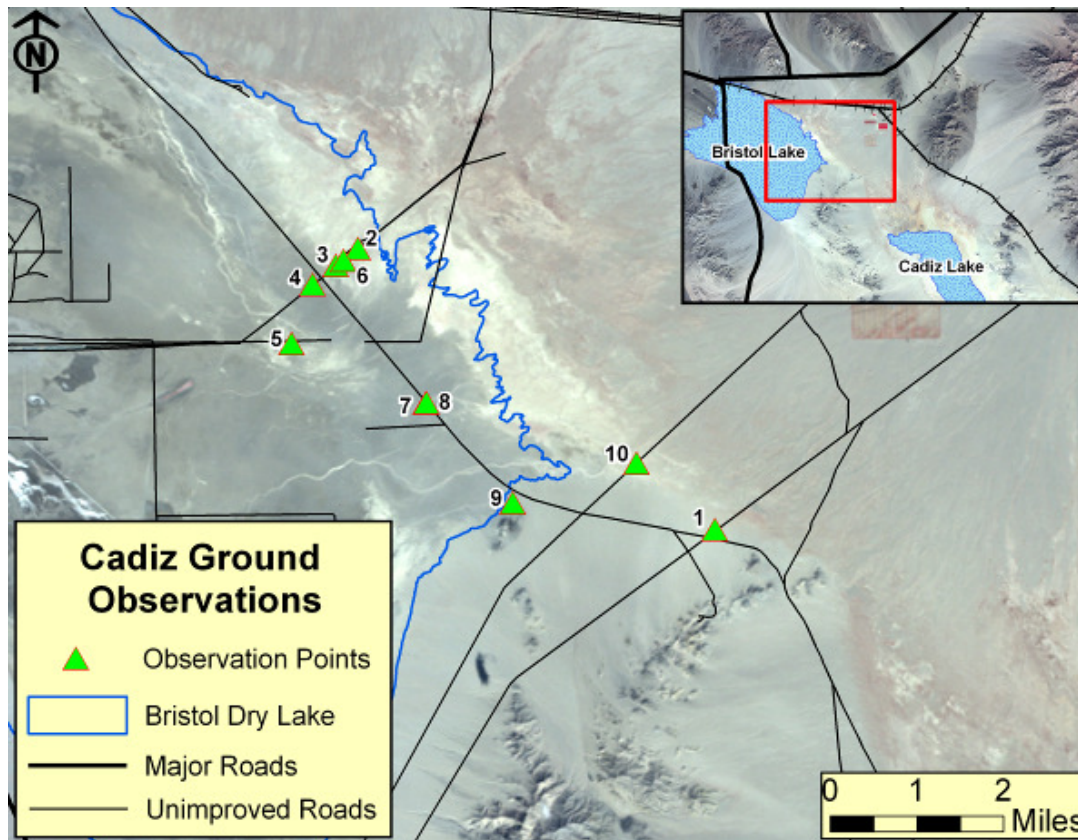 N
Bristol Lake
Cadiz Lake
2
3
6
4
5
7
8
10
9
1
Cadiz Ground
Observations
Observation Points
Bristol Dry Lake
Major Roads
Unimproved Roads
0 1 2
Miles